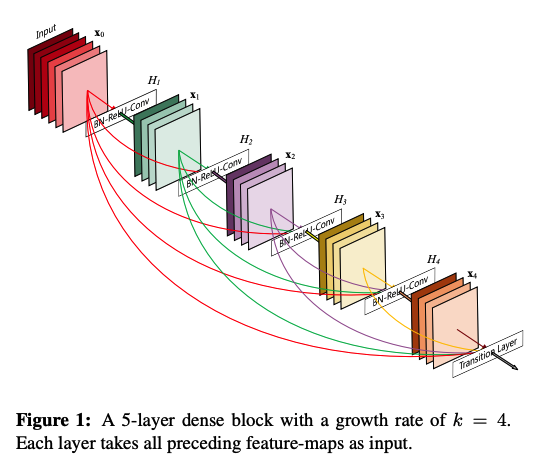 Input
x₀
H₁
BN-ReLU-Conv
x₁
H₂
BN-ReLU-Conv
x₂
H₃
BN-ReLU-Conv
x₃
H₄
BN-ReLU-Conv
x₄
Transition Layer
Figure 1: A 5-layer dense block with a growth rate of k = 4.
Each layer takes all preceding feature-maps as input.